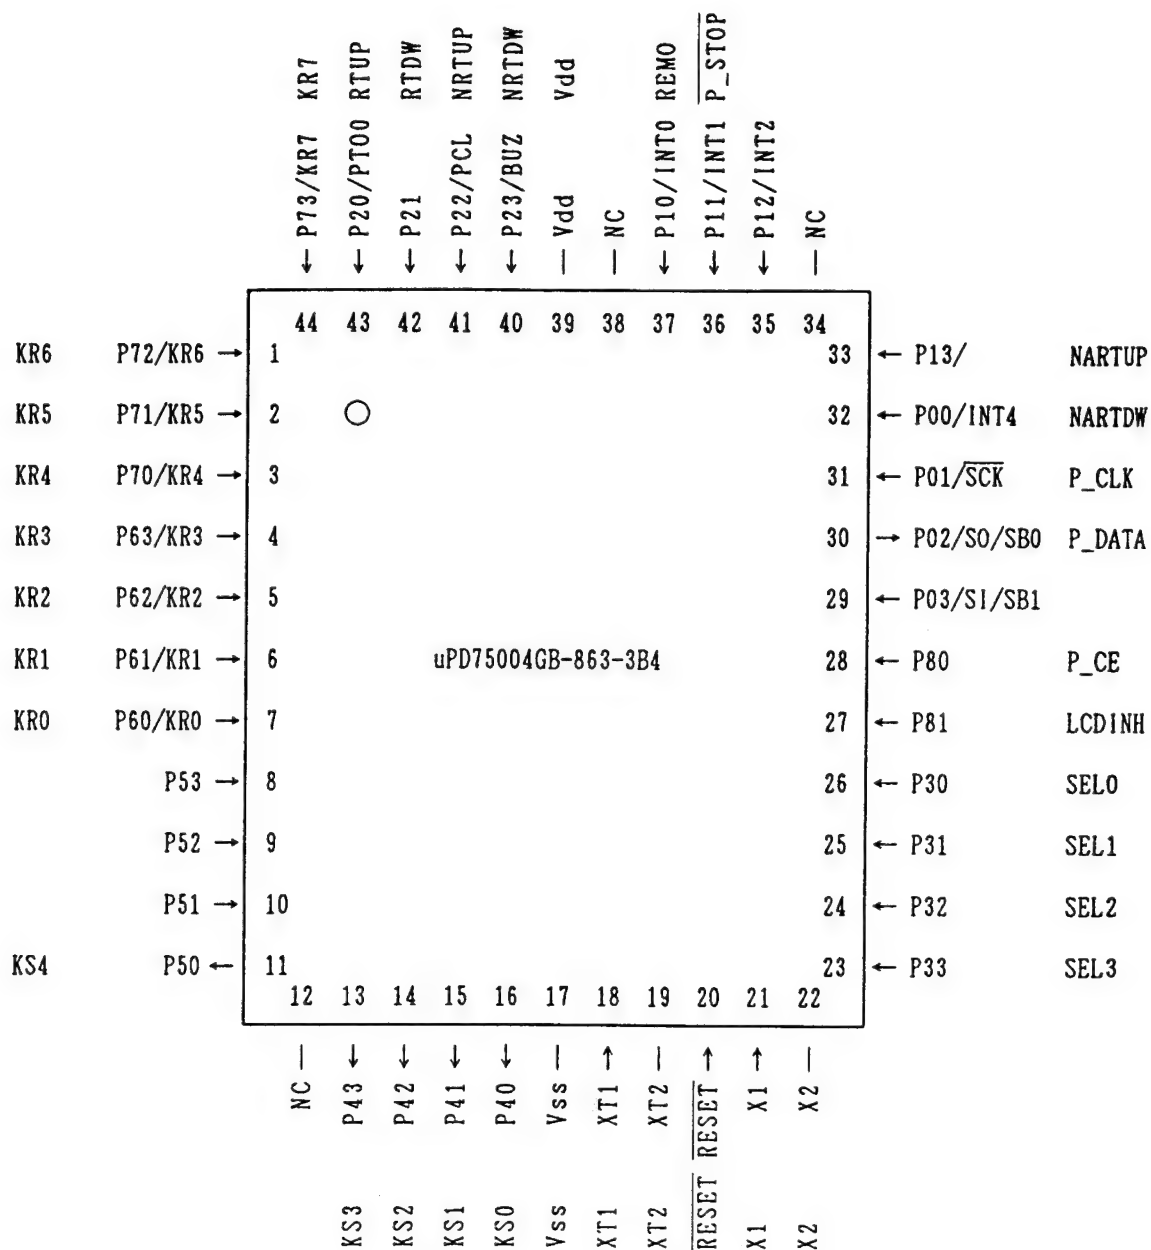 KR7 RTUP RTDW NRTUP NRTDW Vdd REMO P_STOP
P73/KR7 P20/PTO0 P21 P22/PCL P23/BUZ Vdd NC P10/INT0 P11/INT1 P12/INT2 NC
44 43 42 41 40 39 38 37 36 35 34
KR6 P72/KR6 → 1 33 ← P13/ NARTUP
KR5 P71/KR5 → 2 32 ← P00/INT4 NARTDW
KR4 P70/KR4 → 3 31 ← P01/SCK P_CLK
KR3 P63/KR3 → 4 30 → P02/SO/SB0 P_DATA
KR2 P62/KR2 → 5 29 ← P03/SI/SB1
KR1 P61/KR1 → 6 uPD75004GB-863-3B4 28 ← P80 P_CE
KR0 P60/KR0 → 7 27 ← P81 LCDINH
P53 → 8 26 ← P30 SEL0
P52 → 9 25 ← P31 SEL1
P51 → 10 24 ← P32 SEL2
KS4 P50 ← 11 23 ← P33 SEL3
12 13 14 15 16 17 18 19 20 21 22
NC P43 P42 P41 P40 Vss XT1 XT2 RESET X1 X2
KS3 KS2 KS1 KS0 Vss XT1 XT2 RESET X1 X2